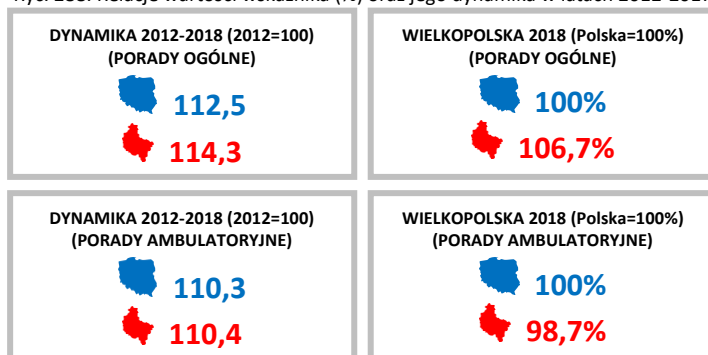 DYNAMIKA 2012-2018 (2012=100)
(PORADY OGÓLNE)
112,5
114,3
WIELKOPOLSKA 2018 (Polska=100%)
(PORADY OGÓLNE)
100%
106,7%
DYNAMIKA 2012-2018 (2012=100)
(PORADY AMBULATORYJNE)
110,3
110,4
WIELKOPOLSKA 2018 (Polska=100%)
(PORADY AMBULATORYJNE)
100%
98,7%